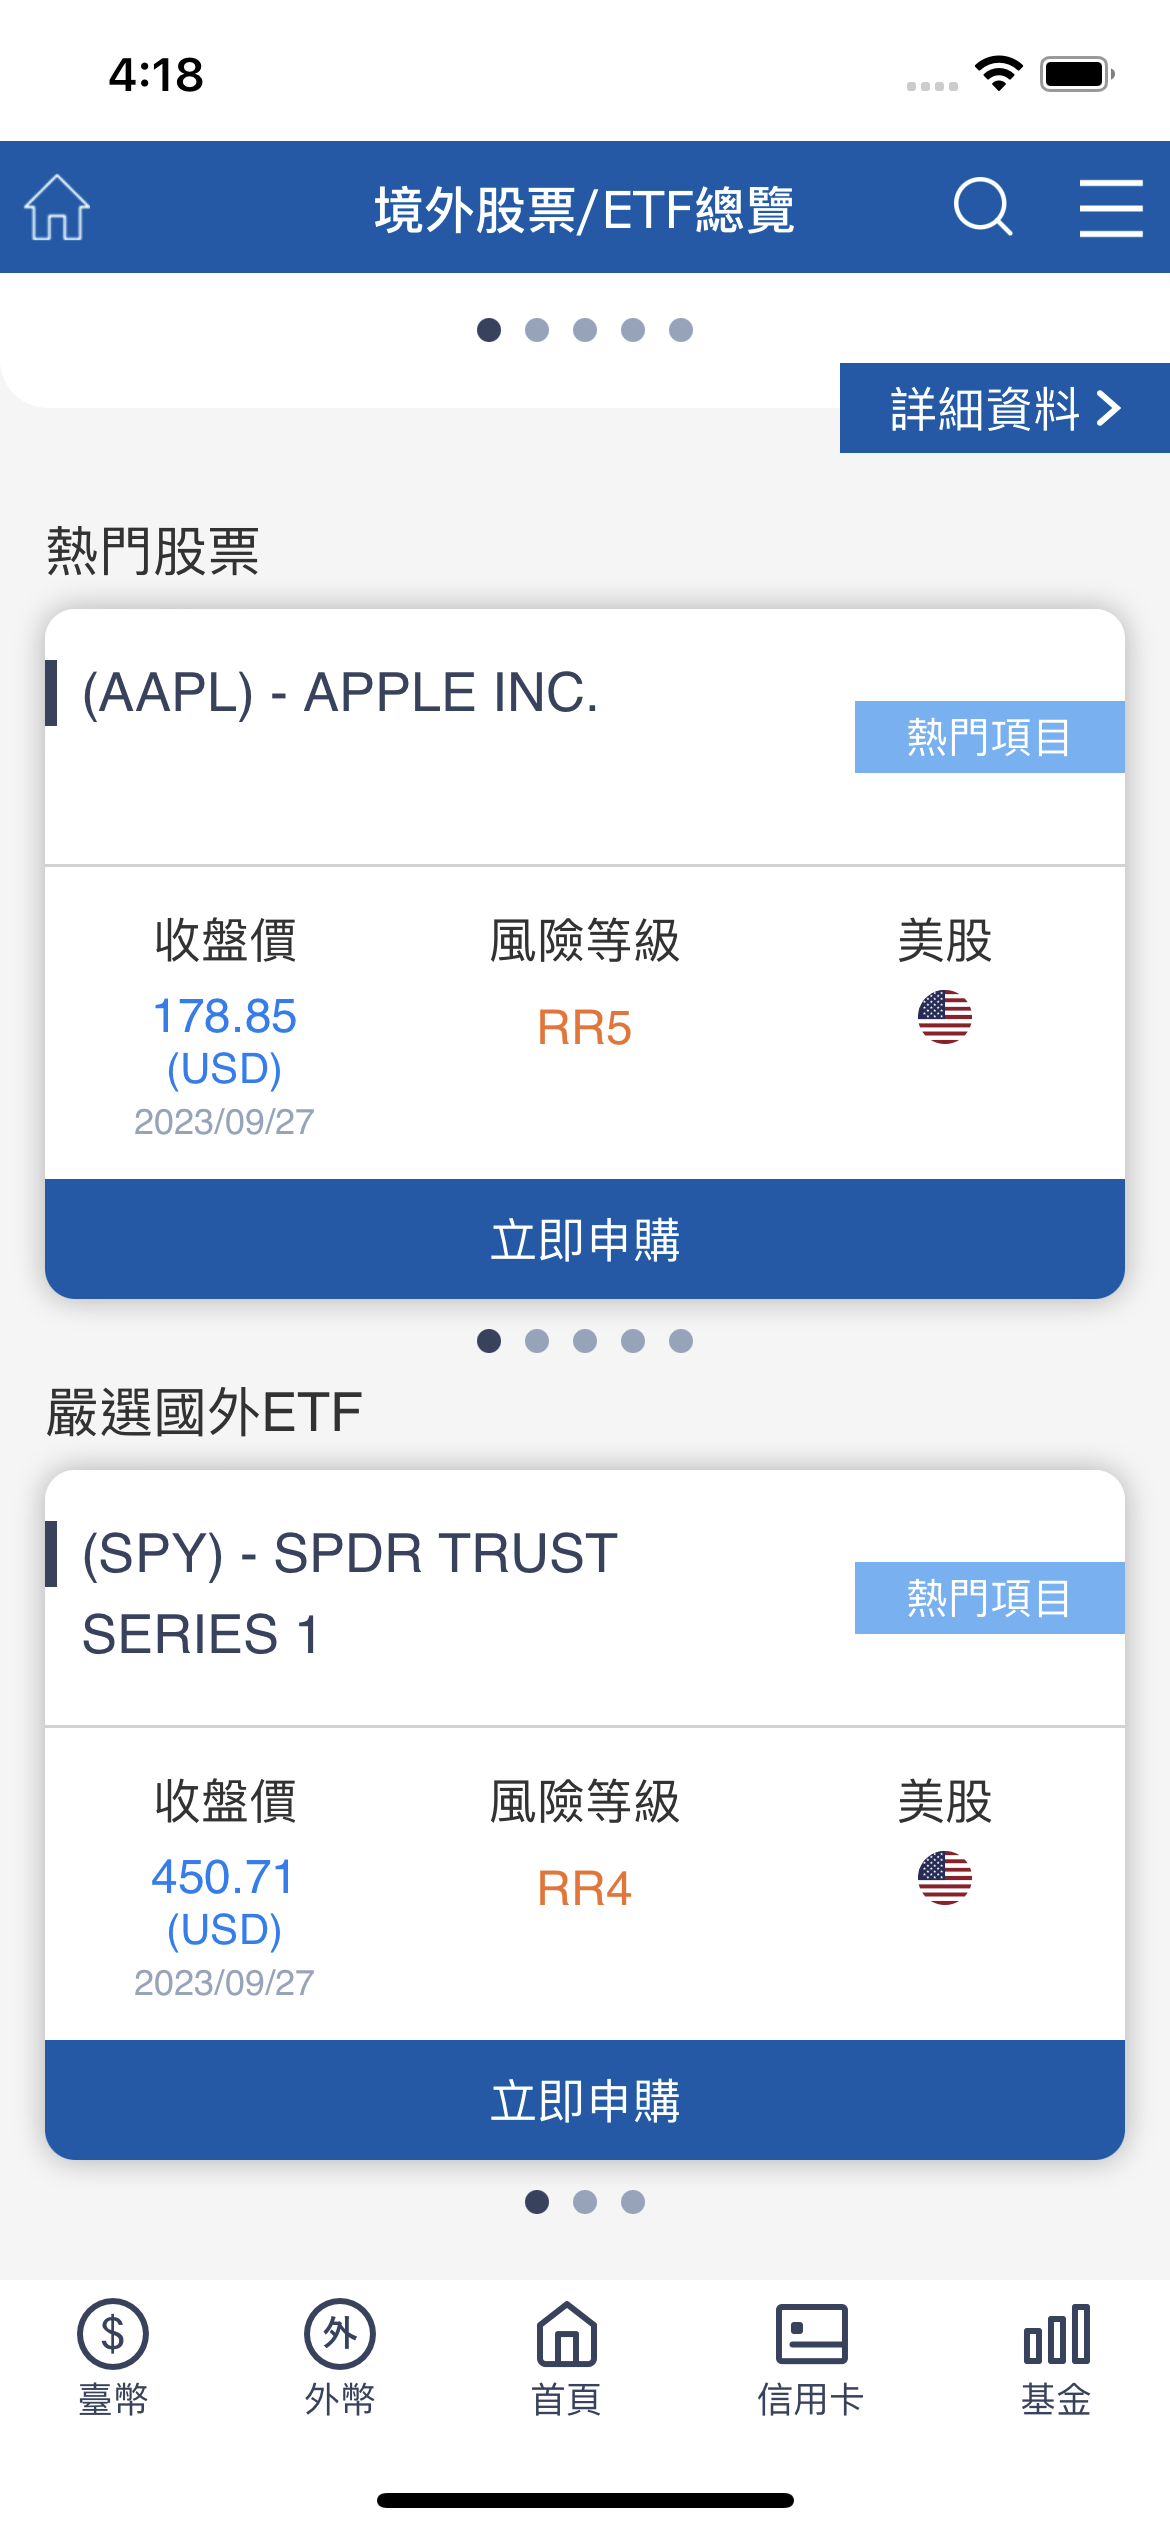 4:18
境外股票/ETF總覽
詳細資料
熱門股票
(AAPL) - APPLE INC.
熱門項目
收盤價
風險等級
美股
178.85
RR5
(USD)
2023/09/27
立即申購
嚴選國外ETF
(SPY) - SPDR TRUST
熱門項目
SERIES 1
收盤價
風險等級
美股
450.71
RR4
(USD)
2023/09/27
立即申購
$
外
臺幣
外幣
首頁
信用卡
基金